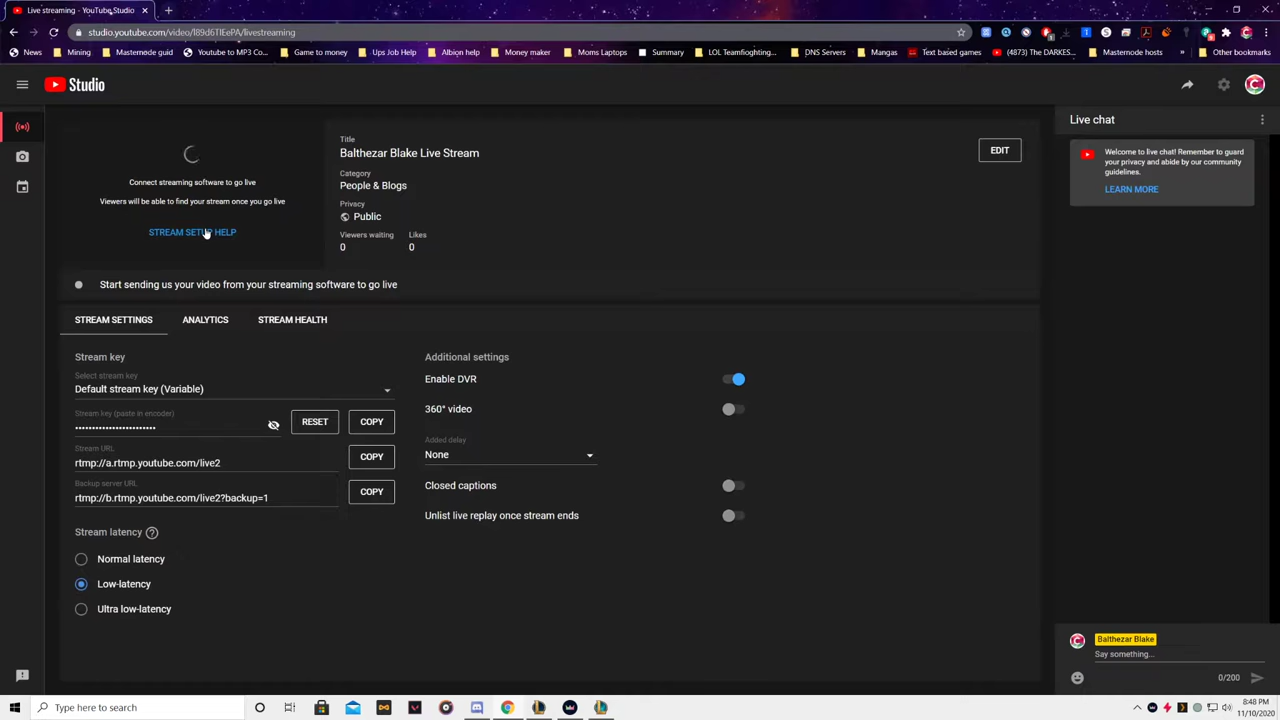 Live streaming - YouTube Studio
studio.youtube.com/video/l89d6TIEePA/livestreaming
News Mining Mastermode guid Youtube to MP3 Co... Game to money Ups Job Help Albion help Money maker Moms Laptops Summary LOL Teamfioghting... DNS Servers Mangas Text based games (4873) The DARKES... Masternode hosts » Other bookmarks
Studio
Live chat
Title
Balthezar Blake Live Stream
EDIT
Category
People & Blogs
Privacy
Public
Viewers waiting Likes
0 0
Connect streaming software to go live
Viewers will be able to find your stream once you go live
STREAM SETUP HELP
Welcome to live chat! Remember to guard
your privacy and abide by our community
guidelines.
LEARN MORE
Start sending us your video from your streaming software to go live
STREAM SETTINGS ANALYTICS STREAM HEALTH
Stream key
Select stream key
Default stream key (Variable)
Stream key (paste in encoder)
RESET COPY
Stream URL
rtmp://a.rtmp.youtube.com/live2
COPY
Backup server URL
rtmp://b.rtmp.youtube.com/live2?backup=1
COPY
Stream latency
Normal latency
Low-latency
Ultra low-latency
Additional settings
Enable DVR
360° video
Added delay
None
Closed captions
Unlist live replay once stream ends
Balthezar Blake
Say something...
0/200
Type here to search
8:48 PM
11/10/2020